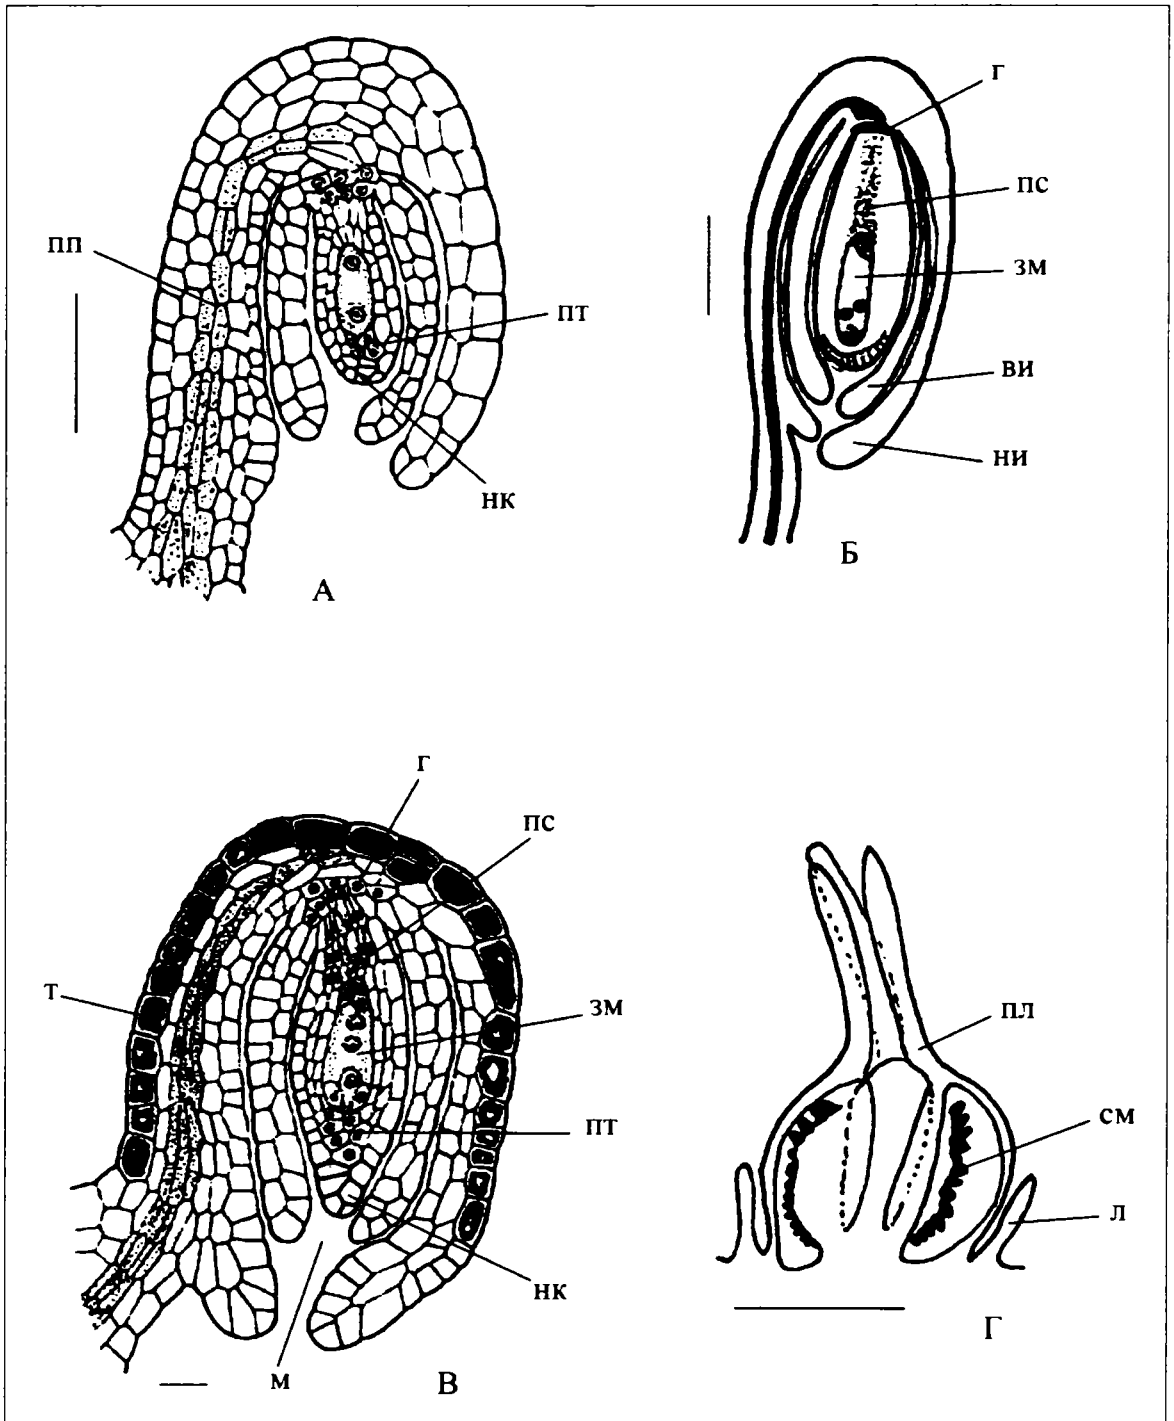 г
пс
зм
ви
ни
Б
пп
пт
нк
А
г
пс
т
зм
пт
нк
м
В
пл
см
л
Г